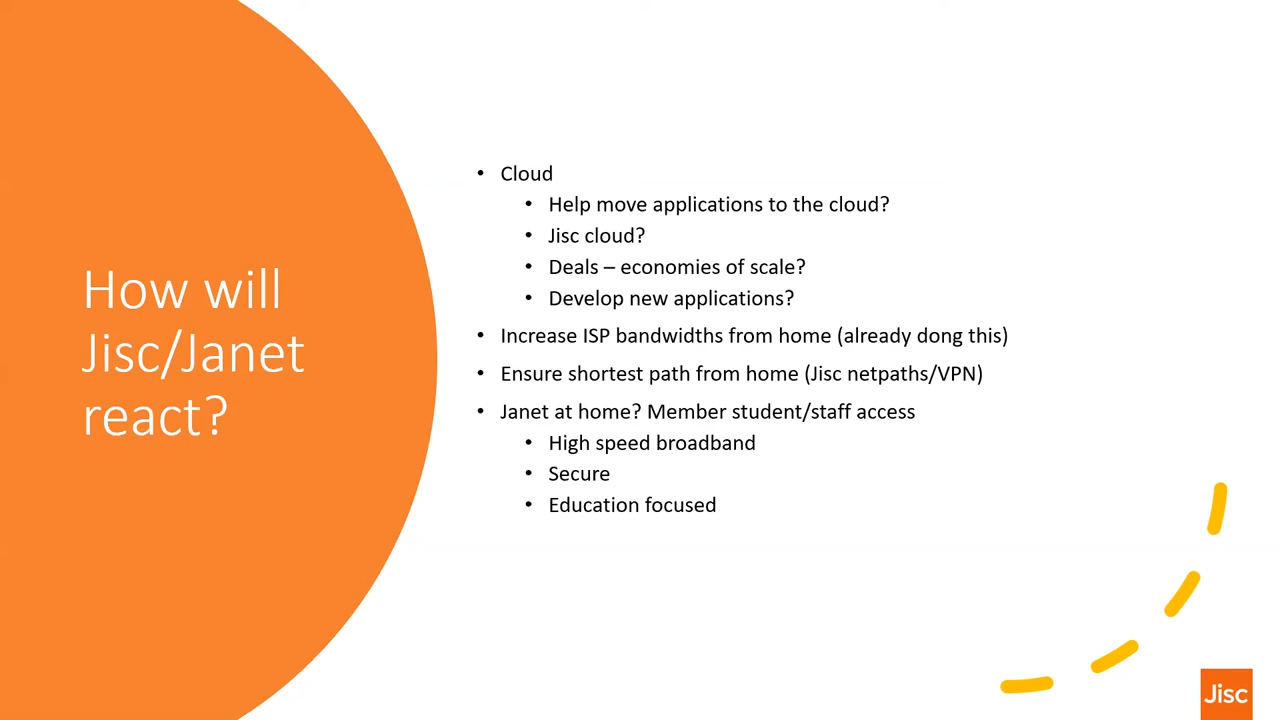 How will
Jisc/Janet
react?
• Cloud
• Help move applications to the cloud?
• Jisc cloud?
• Deals – economies of scale?
• Develop new applications?
• Increase ISP bandwidths from home (already dong this)
• Ensure shortest path from home (Jisc netpaths/VPN)
• Janet at home? Member student/staff access
• High speed broadband
• Secure
• Education focused
Jisc